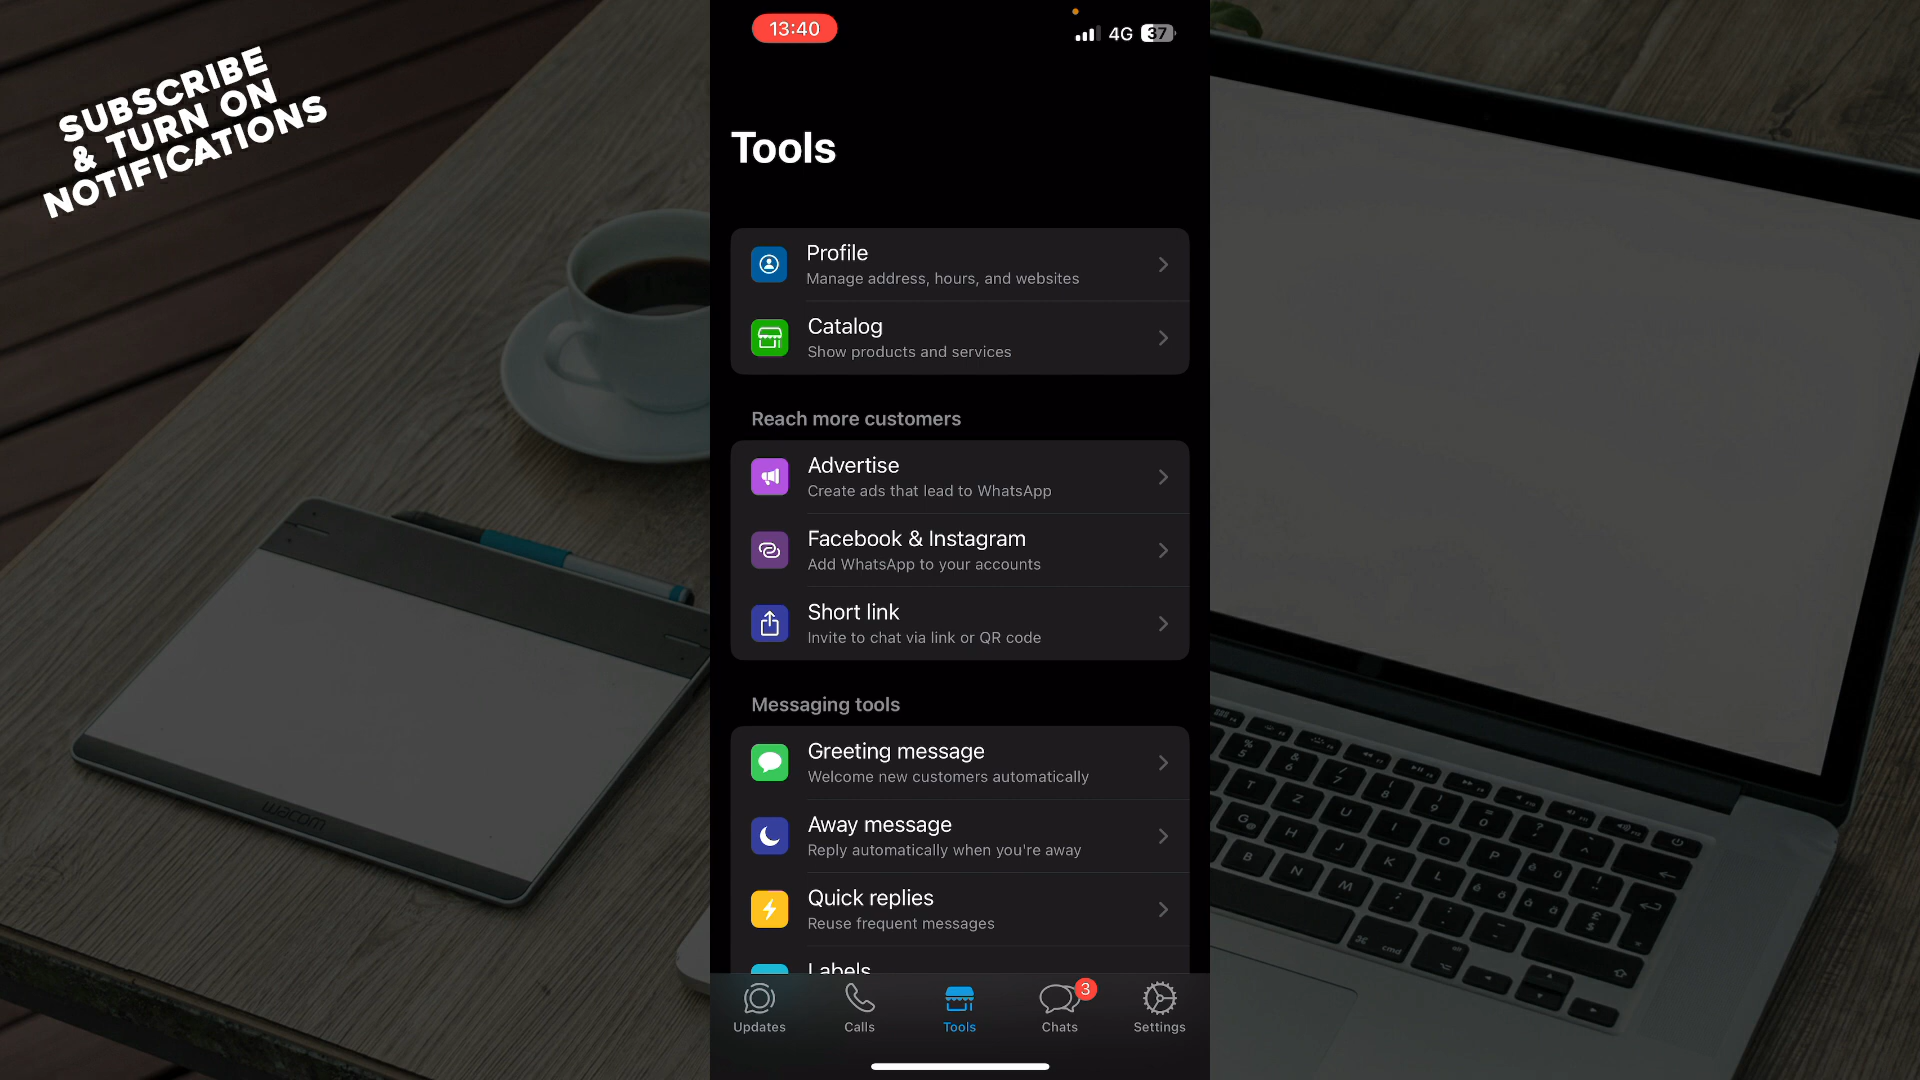 SUBSCRIBE
& TURN ON
NOTIFICATIONS
13:40
4G 37
Tools
Profile
Manage address, hours, and websites
Catalog
Show products and services
Reach more customers
Advertise
Create ads that lead to WhatsApp
Facebook & Instagram
Add WhatsApp to your accounts
Short link
Invite to chat via link or QR code
Messaging tools
Greeting message
Welcome new customers automatically
Away message
Reply automatically when you're away
Quick replies
Reuse frequent messages
Labels
3
Updates Calls Tools Chats Settings
wacom